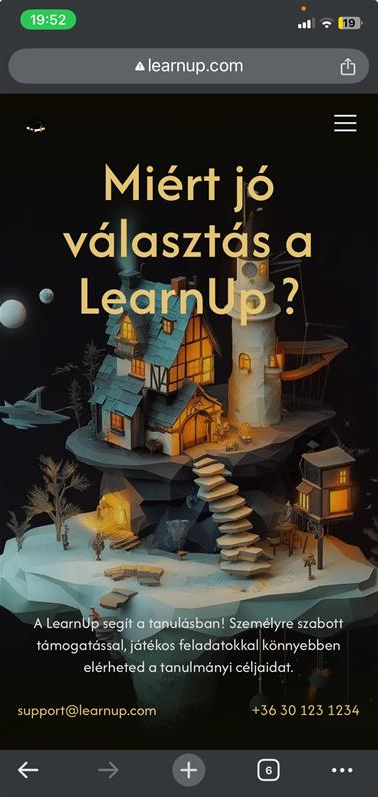 19:52
19
learnup.com
Miért jó
választás a
LearnUp ?
A LearnUp segít a tanulásban! Személyre szabott
támogatással, játékos feladatokkal könnyebben
elérheted a tanulmányi céljaidat.
support@learnup.com
+36 30 123 1234
6